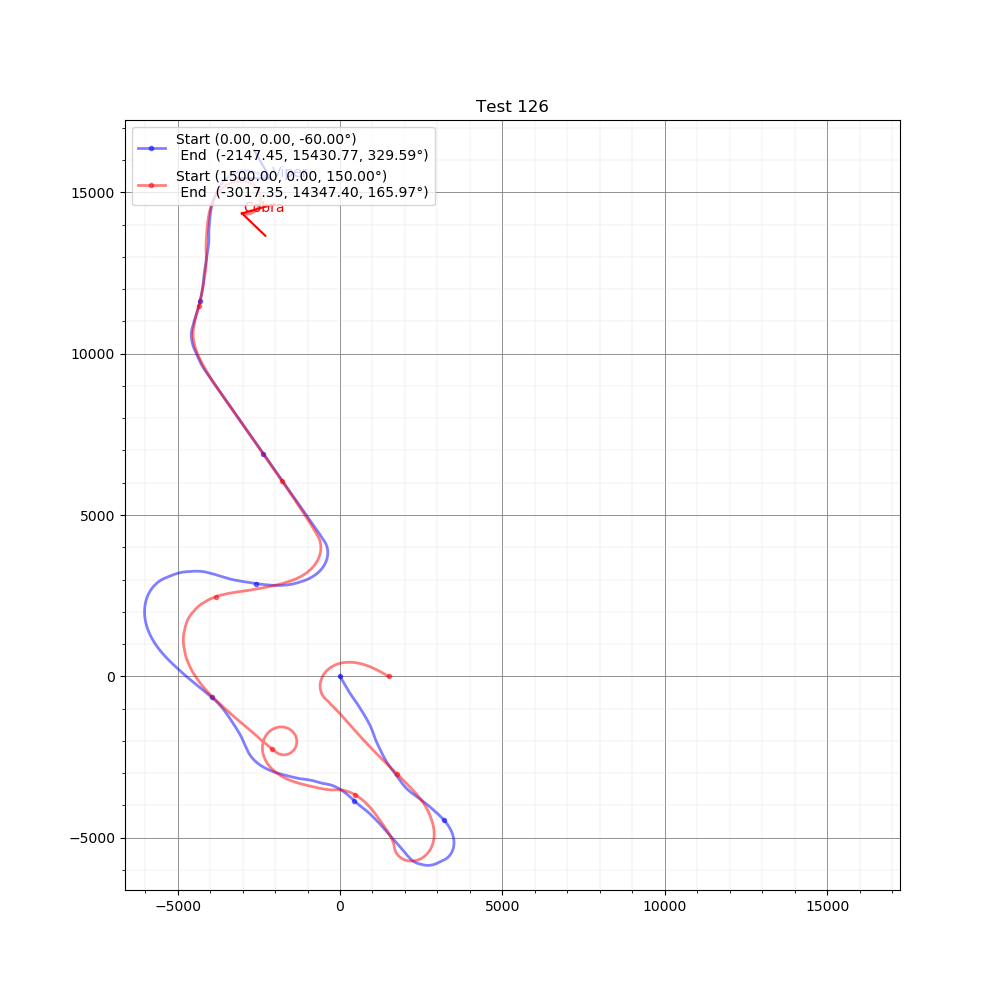 Test 126
Start (0.00, 0.00, -60.00°)
End (-2147.45, 15430.77, 329.59°)
Start (1500.00, 0.00, 150.00°)
End (-3017.35, 14347.40, 165.97°)
Cobra
15000
10000
5000
0
−5000
−5000
0
5000
10000
15000